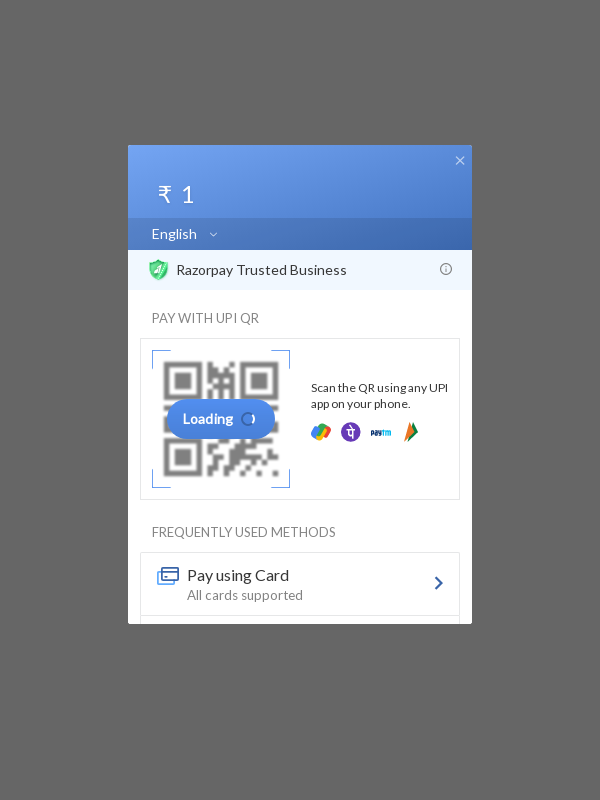 ₹ 1
English
Razorpay Trusted Business
PAY WITH UPI QR
Loading
Scan the QR using any UPI
app on your phone.
पे
paytm
FREQUENTLY USED METHODS
Pay using Card
All cards supported